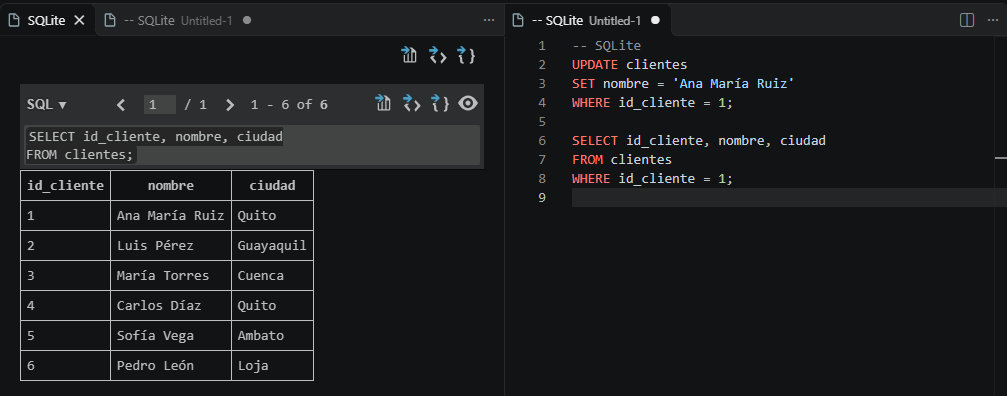 SQLite
-- SQLite Untitled-1
SQL
1 / 1
1 - 6 of 6
SELECT id_cliente, nombre, ciudad
FROM clientes;
id_cliente nombre ciudad
1 Ana María Ruiz Quito
2 Luis Pérez Guayaquil
3 María Torres Cuenca
4 Carlos Díaz Quito
5 Sofía Vega Ambato
6 Pedro León Loja
-- SQLite Untitled-1
1 -- SQLite
2 UPDATE clientes
3 SET nombre = 'Ana María Ruiz'
4 WHERE id_cliente = 1;
5
6 SELECT id_cliente, nombre, ciudad
7 FROM clientes
8 WHERE id_cliente = 1;
9